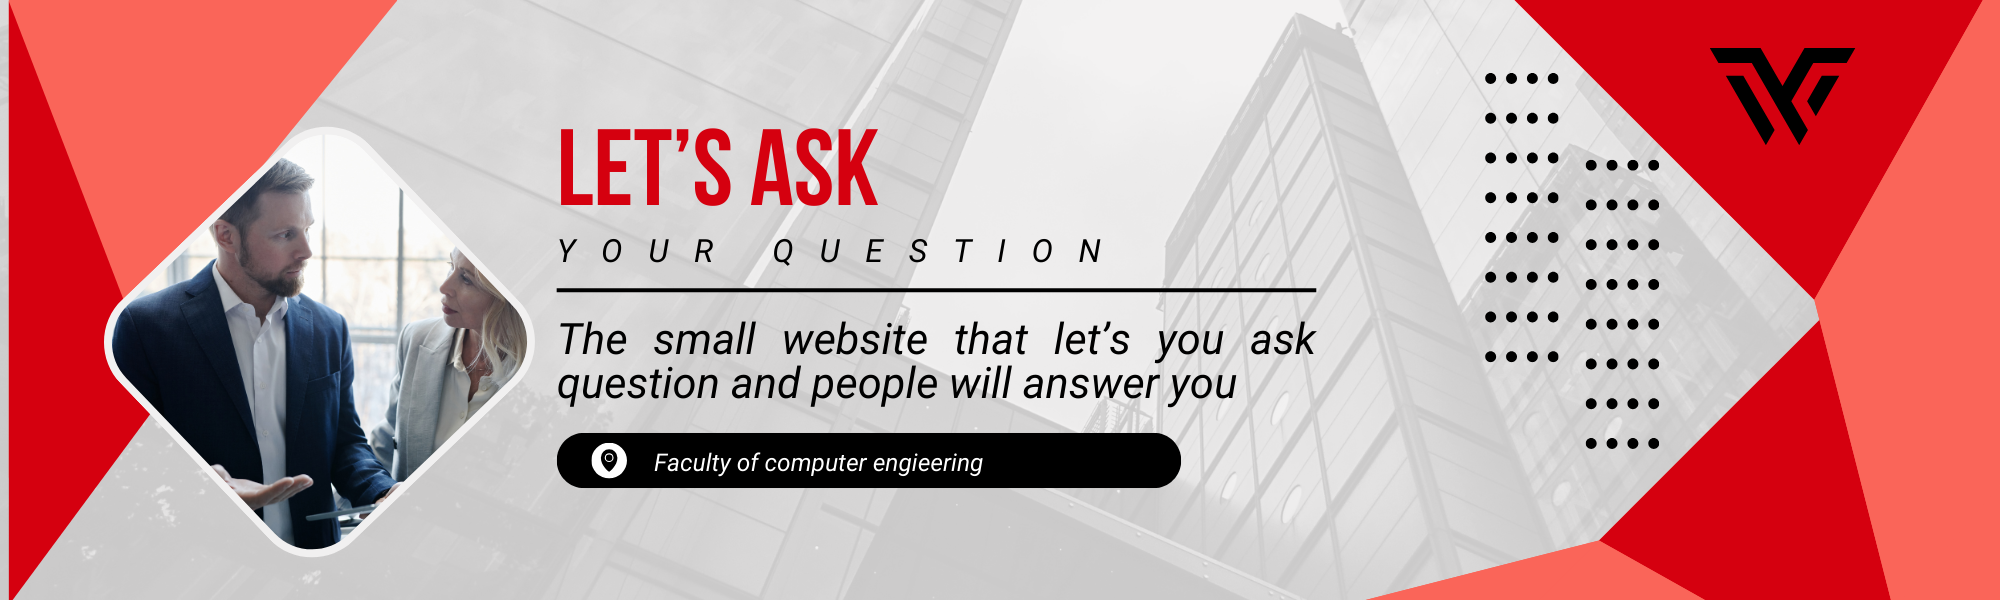 LET’S ASK
YOUR QUESTION
The small website that let’s you ask
question and people will answer you
Faculty of computer engieering